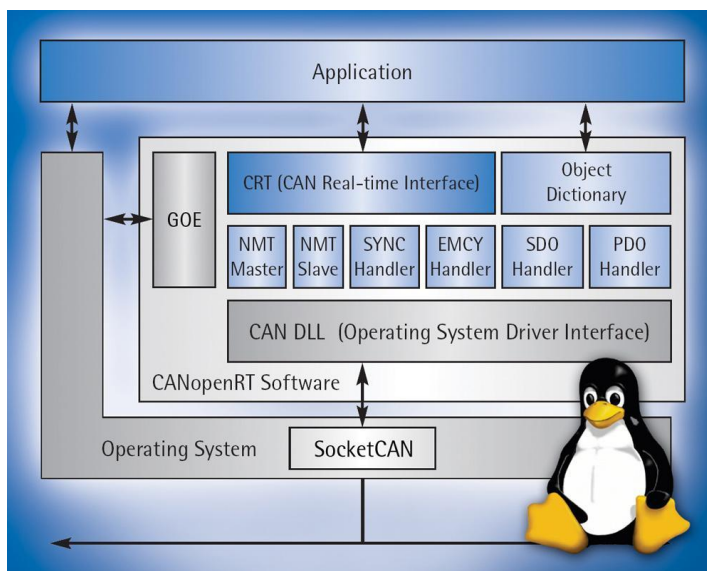 Application
CRT (CAN Real-time Interface)
Object
Dictionary
GOE
NMT
Master
NMT
Slave
SYNC
Handler
EMCY
Handler
SDO
Handler
PDO
Handler
CAN DLL (Operating System Driver Interface)
CANopenRT Software
Operating System
SocketCAN